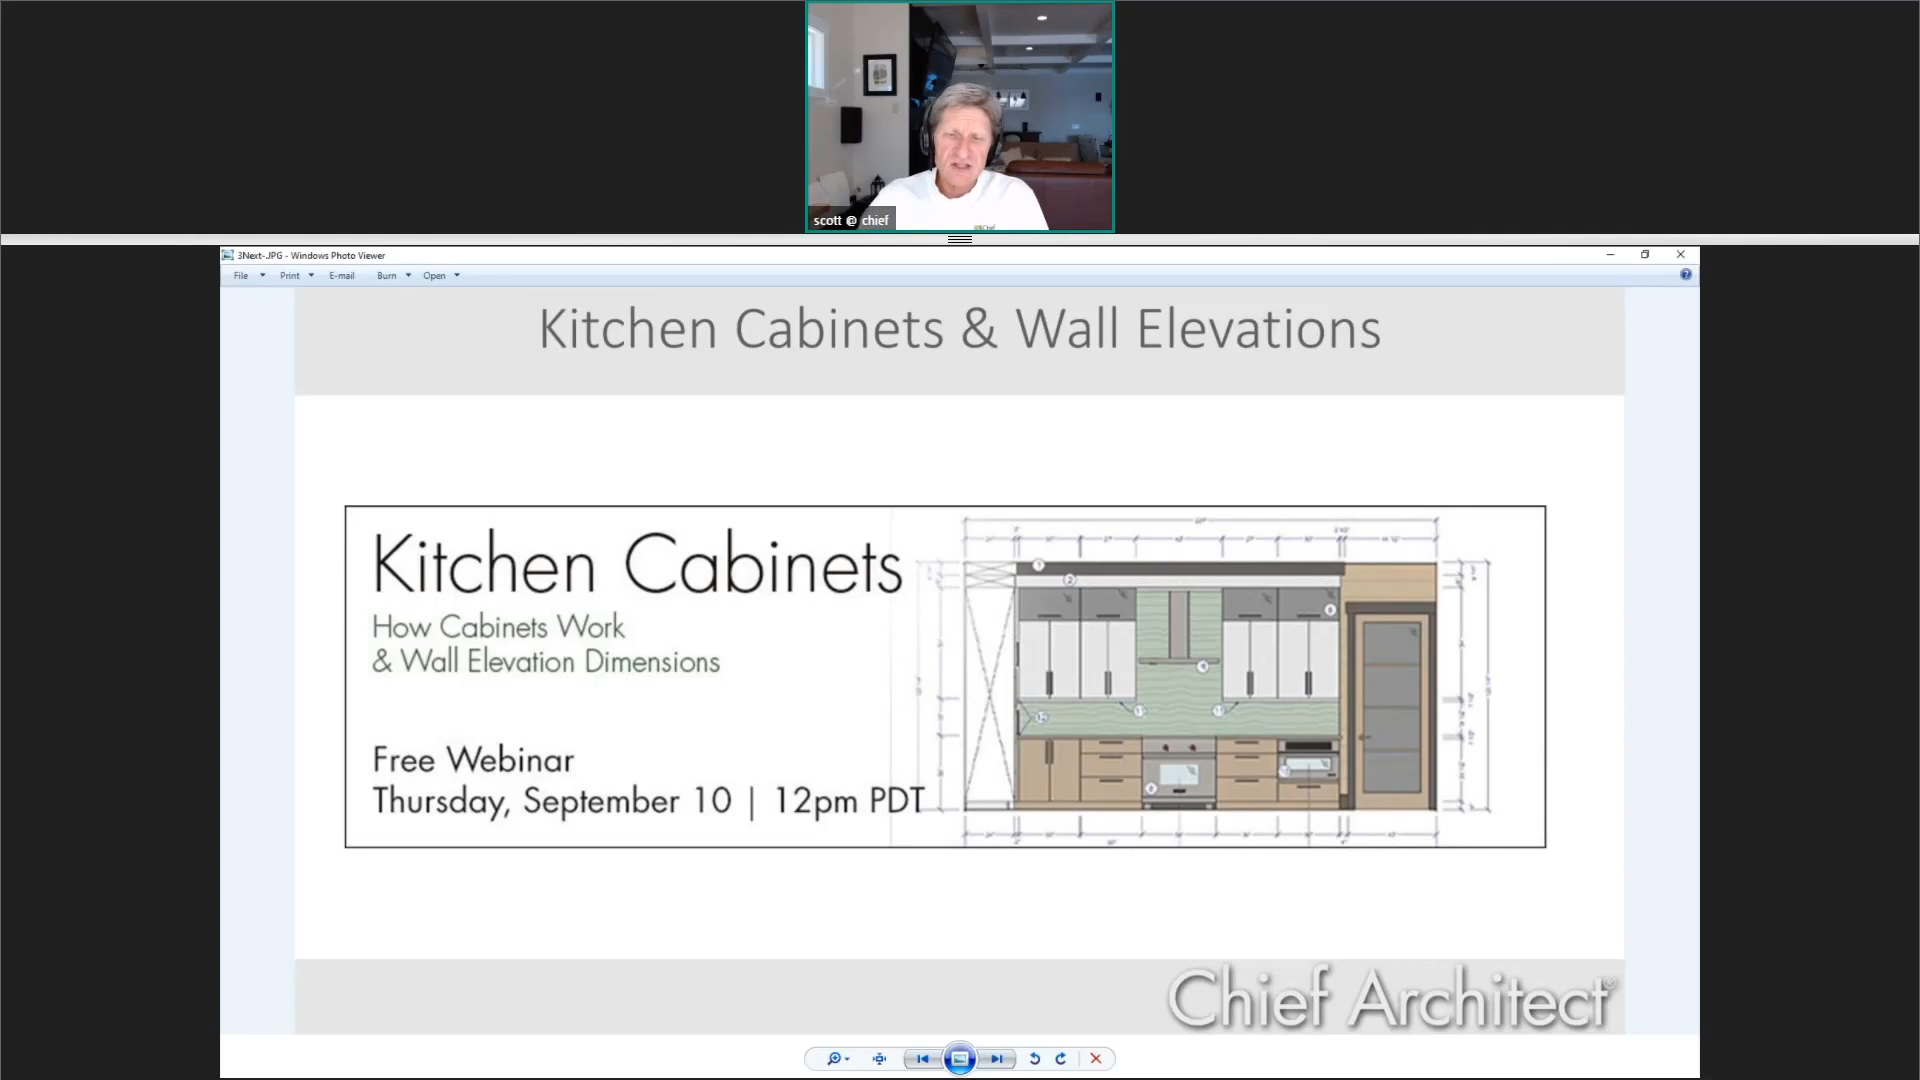 scott @ chief
3Next-.JPG - Windows Photo Viewer
File Print E-mail Burn Open
Kitchen Cabinets & Wall Elevations
Kitchen Cabinets
How Cabinets Work
& Wall Elevation Dimensions
Free Webinar
Thursday, September 10 | 12pm PDT
Chief Architect®